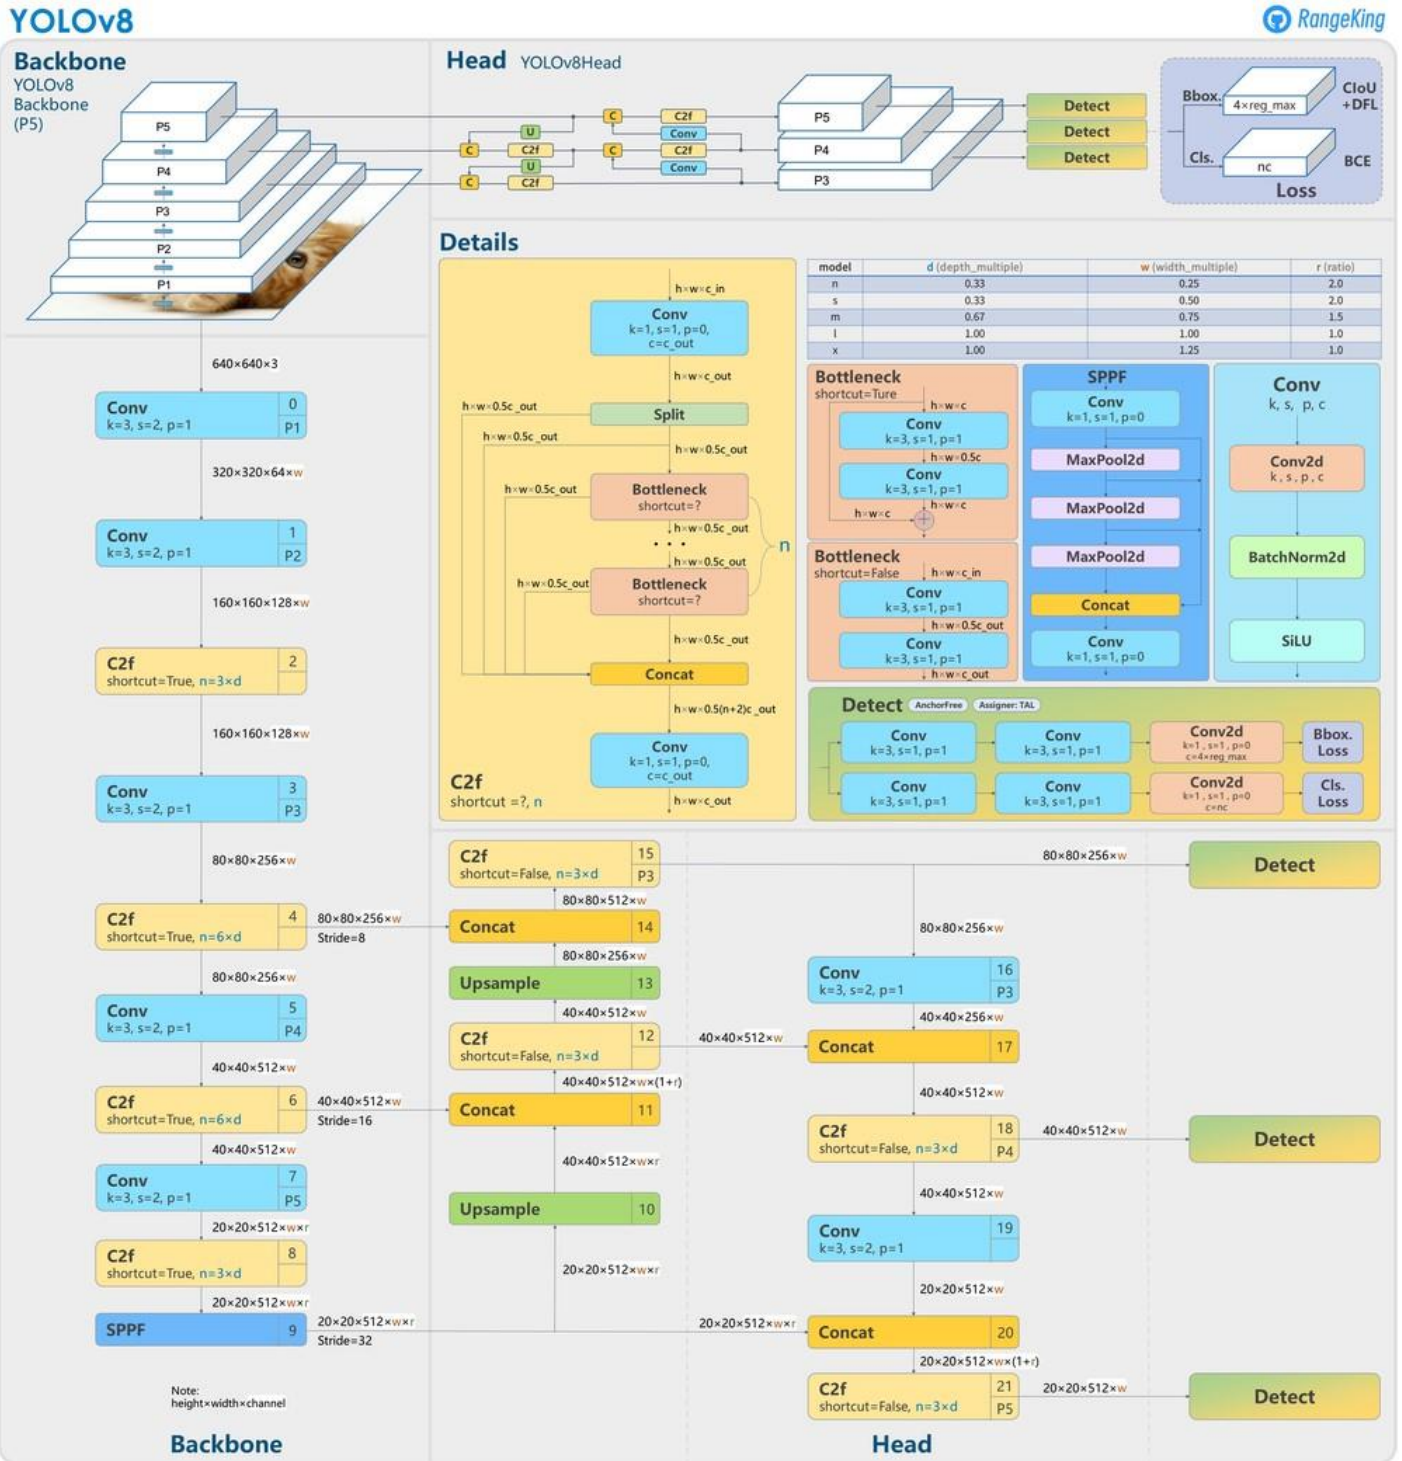 YOLOv8
RangeKing
Backbone
YOLOv8
Backbone
(P5)
P5
P4
P3
P2
P1
Head YOLOv8Head
C
C2f
U
Conv
C
C2f
C
C2f
U
Conv
C
C2f
P5
P4
P3
Detect
Detect
Detect
Bbox.
4×reg_max
CIoU
+DFL
Cls.
nc
BCE
Loss
Details
h×w×c_in
Conv
k=1, s=1, p=0,
c=c_out
h×w×c_out
h×w×0.5c_out
Split
h×w×0.5c_out
h×w×0.5c_out
h×w×0.5c_out
Bottleneck
shortcut=?
h×w×0.5c_out
...
n
h×w×0.5c_out
h×w×0.5c_out
Bottleneck
shortcut=?
h×w×0.5c_out
Concat
h×w×0.5(n+2)c_out
Conv
k=1, s=1, p=0,
c=c_out
C2f
shortcut =?, n
h×w×c_out
model d (depth_multiple) w (width_multiple) r (ratio)
n 0.33 0.25 2.0
s 0.33 0.50 2.0
m 0.67 0.75 1.5
l 1.00 1.00 1.0
x 1.00 1.25 1.0
Bottleneck
shortcut=Ture
h×w×c
Conv
k=3, s=1, p=1
h×w×0.5c
Conv
k=3, s=1, p=1
h×w×c
h×w×c
+
Bottleneck
shortcut=False
h×w×c_in
Conv
k=3, s=1, p=1
h×w×0.5c_out
Conv
k=3, s=1, p=1
h×w×c_out
SPPF
Conv
k=1, s=1, p=0
MaxPool2d
MaxPool2d
MaxPool2d
Concat
Conv
k=1, s=1, p=0
Conv
k, s, p, c
Conv2d
k, s, p, c
BatchNorm2d
SiLU
Detect AnchorFree Assigner: TAL
Conv
k=3, s=1, p=1
Conv
k=3, s=1, p=1
Conv2d
k=1, s=1, p=0
c=4×reg_max
Bbox.
Loss
Conv
k=3, s=1, p=1
Conv
k=3, s=1, p=1
Conv2d
k=1, s=1, p=0
c=nc
Cls.
Loss
640×640×3
Conv 0
k=3, s=2, p=1 P1
320×320×64×w
Conv 1
k=3, s=2, p=1 P2
160×160×128×w
C2f 2
shortcut=True, n=3×d
160×160×128×w
Conv 3
k=3, s=2, p=1 P3
80×80×256×w
C2f 4
shortcut=True, n=6×d
80×80×256×w
Stride=8
80×80×256×w
Conv 5
k=3, s=2, p=1 P4
40×40×512×w
C2f 6
shortcut=True, n=6×d
40×40×512×w
Stride=16
40×40×512×w
Conv 7
k=3, s=2, p=1 P5
20×20×512×w×r
C2f 8
shortcut=True, n=3×d
20×20×512×w×r
SPPF 9
20×20×512×w×r
Stride=32
Note:
height×width×channel
Backbone
C2f 15
shortcut=False, n=3×d P3
80×80×512×w
Concat 14
80×80×256×w
Upsample 13
40×40×512×w
C2f 12
shortcut=False, n=3×d
40×40×512×w×(1+r)
Concat 11
40×40×512×w×r
Upsample 10
20×20×512×w×r
80×80×256×w
Detect
80×80×256×w
Conv 16
k=3, s=2, p=1 P3
40×40×256×w
40×40×512×w
Concat 17
40×40×512×w
C2f 18
shortcut=False, n=3×d P4
40×40×512×w
Detect
40×40×512×w
Conv 19
k=3, s=2, p=1
20×20×512×w
20×20×512×w×r
Concat 20
20×20×512×w×(1+r)
C2f 21
shortcut=False, n=3×d P5
20×20×512×w
Detect
Head